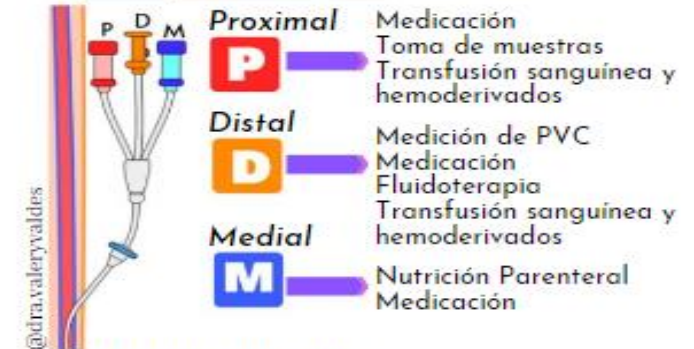 P D M
Proximal
P
Medicación
Toma de muestras
Transfusión sanguínea y
hemoderivados
Distal
D
Medición de PVC
Medicación
Fluidoterapia
Transfusión sanguínea y
hemoderivados
Medial
M
Nutrición Parenteral
Medicación
@dra.valeryvaldes